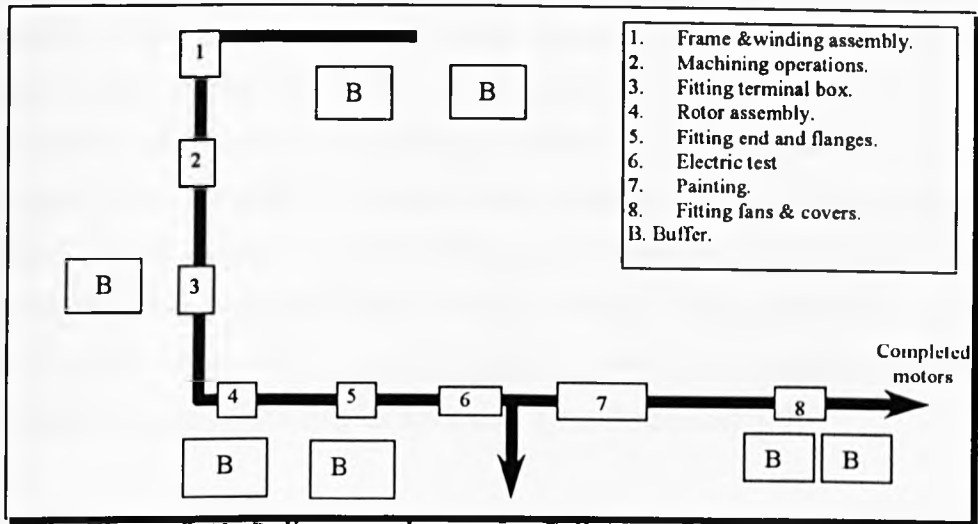 1
B
B
2
B
3
4
5
6
7
8
B
B
B
B
1. Frame &winding assembly.
2. Machining operations.
3. Fitting terminal box.
4. Rotor assembly.
5. Fitting end and flanges.
6. Electric test
7. Painting.
8. Fitting fans & covers.
B. Buffer.
Completed
motors